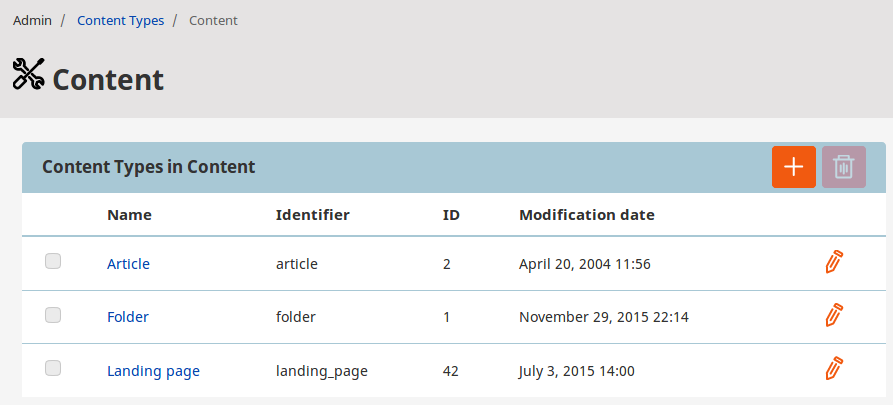 Admin / Content Types / Content
Content
Content Types in Content
Name Identifier ID Modification date
Article article 2 April 20, 2004 11:56
Folder folder 1 November 29, 2015 22:14
Landing page landing_page 42 July 3, 2015 14:00